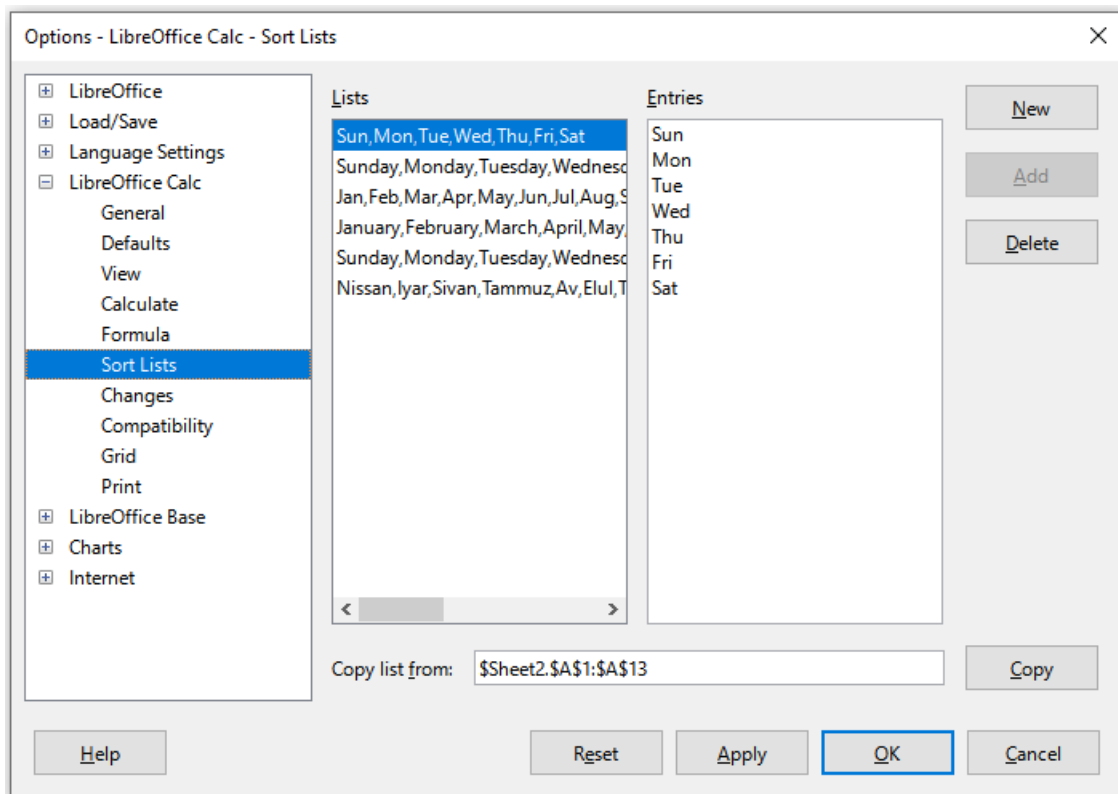 Options - LibreOffice Calc - Sort Lists
LibreOffice
Load/Save
Language Settings
LibreOffice Calc
General
Defaults
View
Calculate
Formula
Sort Lists
Changes
Compatibility
Grid
Print
LibreOffice Base
Charts
Internet
Lists
Sun,Mon,Tue,Wed,Thu,Fri,Sat
Sunday,Monday,Tuesday,Wednesd
Jan,Feb,Mar,Apr,May,Jun,Jul,Aug,S
January,February,March,April,May,
Sunday,Monday,Tuesday,Wednesd
Nissan,Iyar,Sivan,Tammuz,Av,Elul,T
Entries
Sun
Mon
Tue
Wed
Thu
Fri
Sat
New
Add
Delete
Copy list from: $Sheet2.$A$1:$A$13 Copy
Help Reset Apply OK Cancel